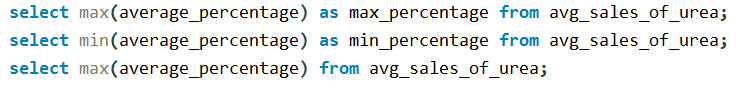 select max(average_percentage) as max_percentage from avg_sales_of_urea;
select min(average_percentage) as min_percentage from avg_sales_of_urea;
select max(average_percentage) from avg_sales_of_urea;